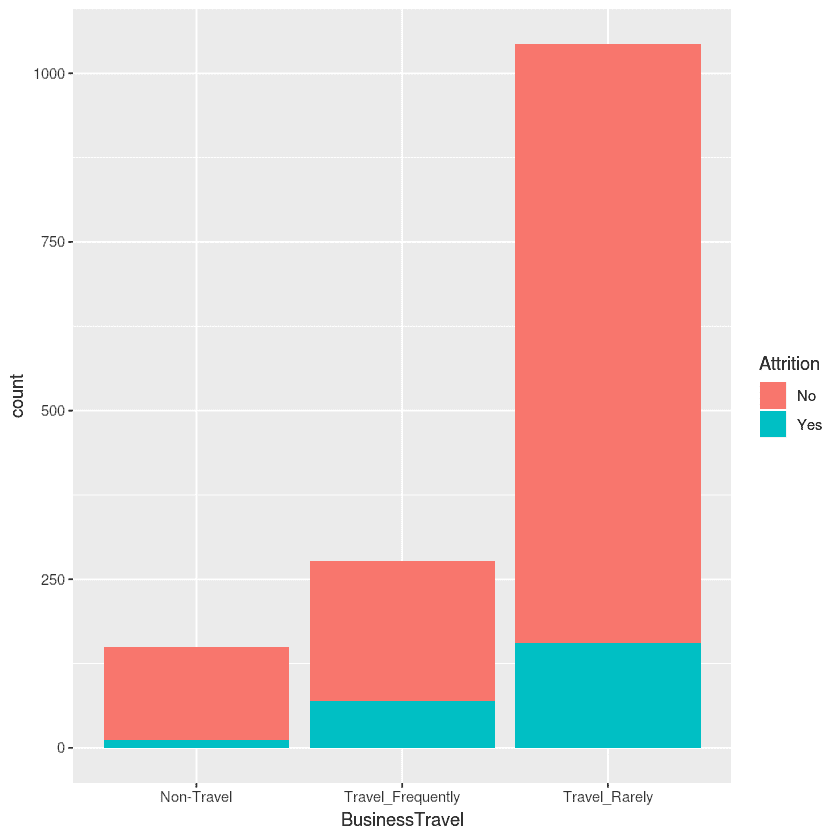 1000
750
500
250
0
count
Non-Travel
Travel_Frequently
Travel_Rarely
BusinessTravel
Attrition
No
Yes